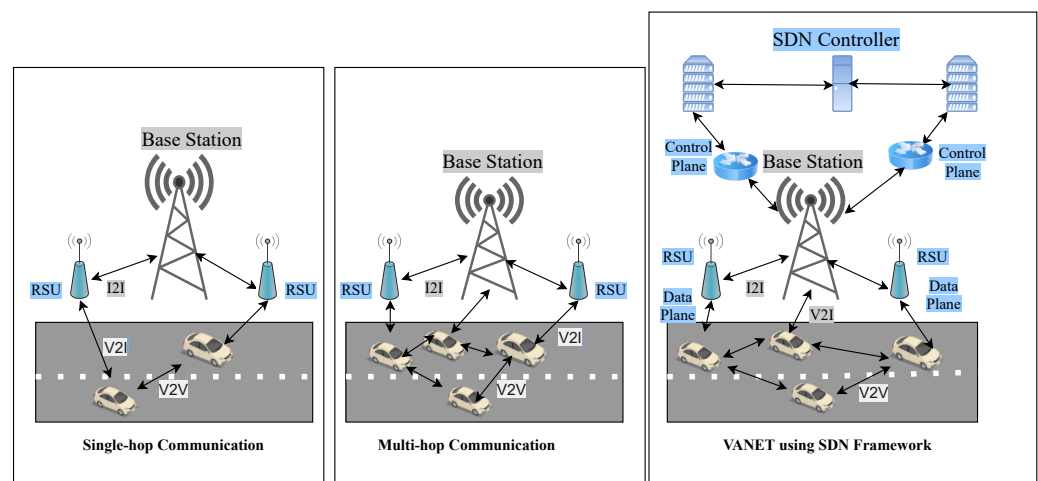 Base Station
RSU
I2I
RSU
V2I
V2V
Single-hop Communication
Base Station
RSU
I2I
RSU
V2I
V2V
Multi-hop Communication
SDN Controller
Control
Plane
Base Station
Control
Plane
RSU
I2I
RSU
Data
Plane
Data
Plane
V2I
V2V
VANET using SDN Framework